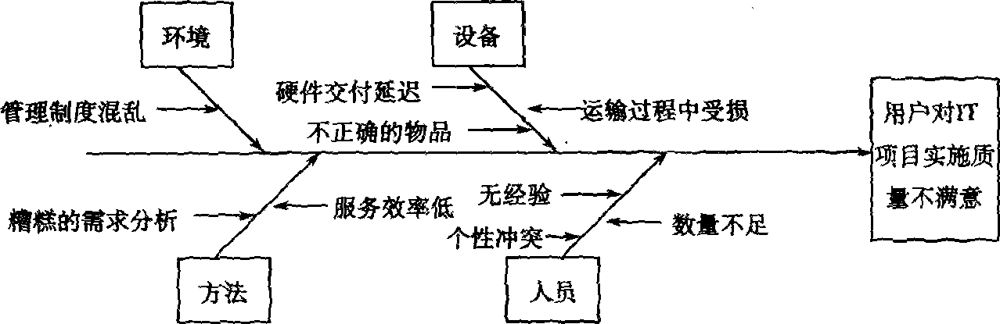 环境
设备
硬件交付延迟
管理制度混乱
运输过程中受损
不正确的物品
用户对IT
项目实施质
量不满意
糟糕的需求分析
服务效率低
无经验
个性冲突
数量不足
方法
人员